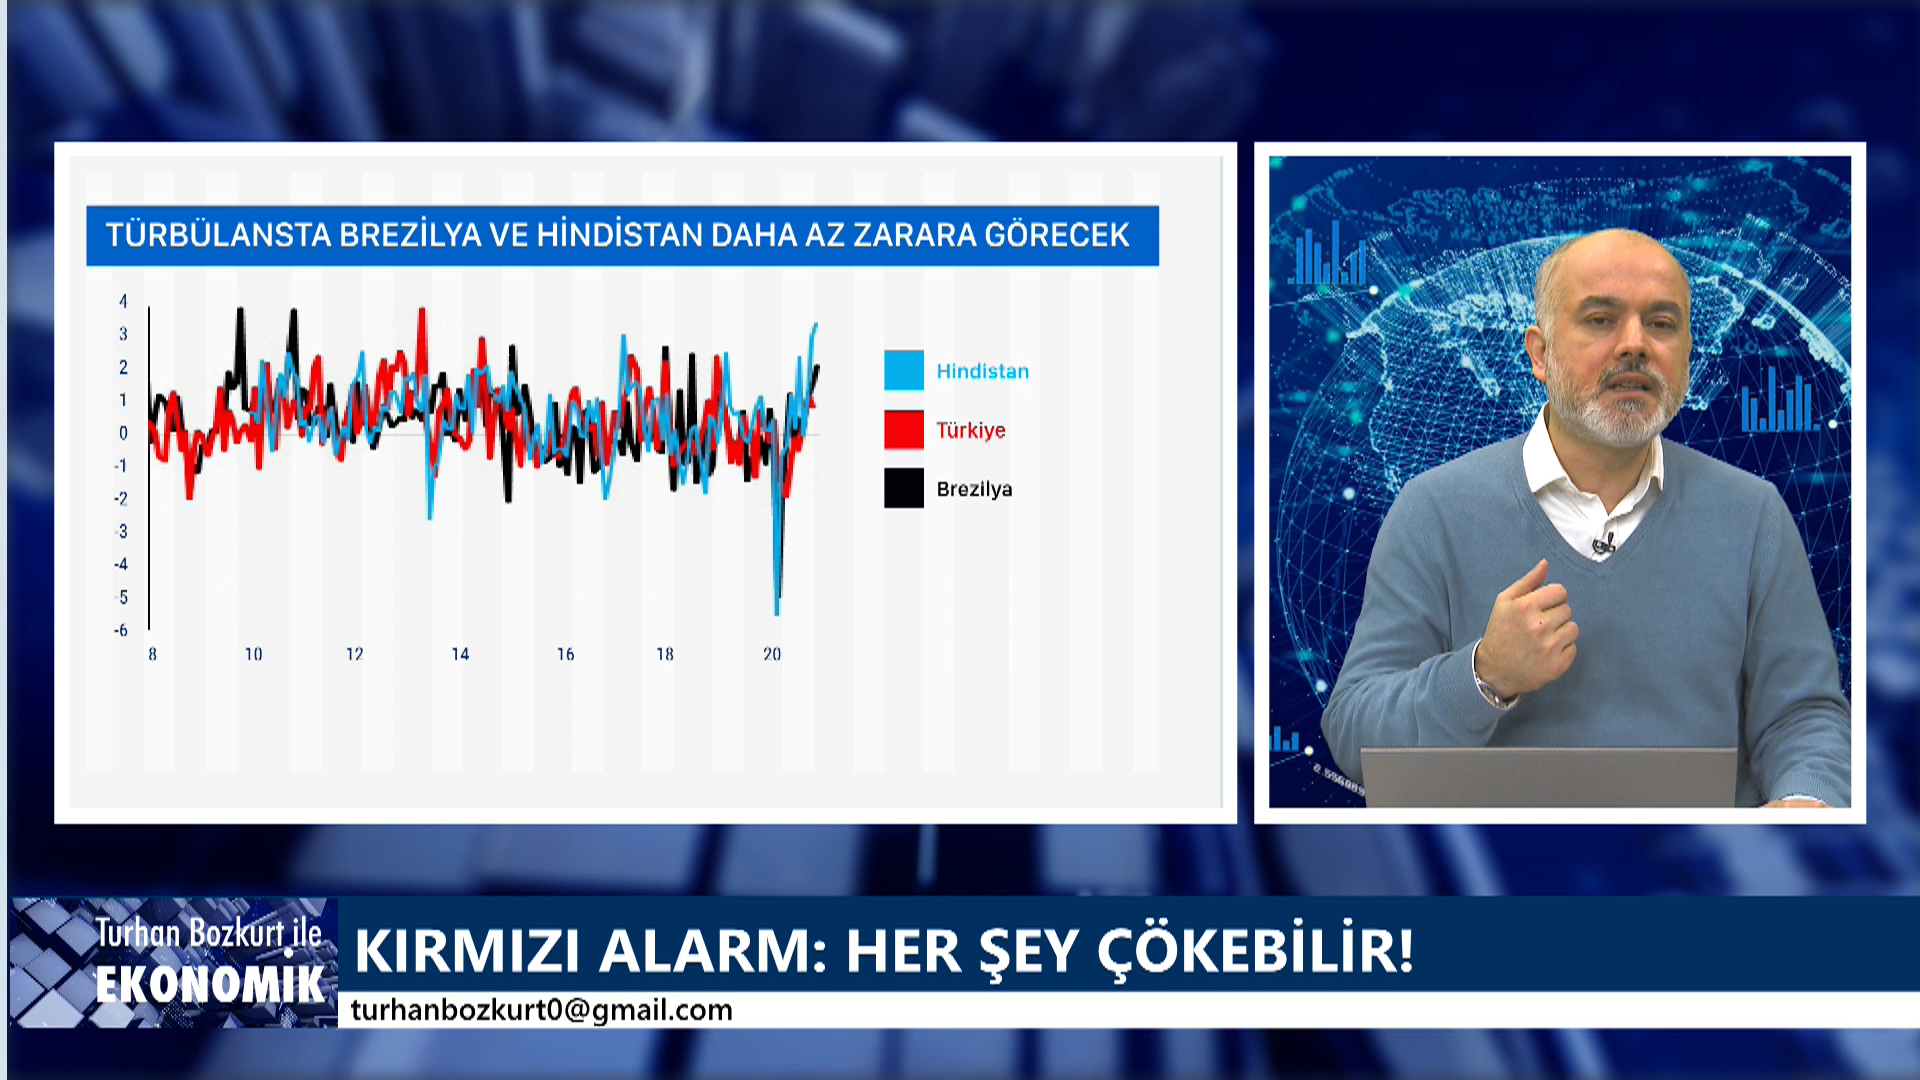 TÜRBÜLANSTA BREZİLYA VE HİNDİSTAN DAHA AZ ZARARA GÖRECEK
4
3
2
1
0
-1
-2
-3
-4
-5
-6
8 10 12 14 16 18 20
Hindistan
Türkiye
Brezilya
Turhan Bozkurt ile
EKONOMİK
KIRMIZI ALARM: HER ŞEY ÇÖKEBİLİR!
turhanbozkurt0@gmail.com